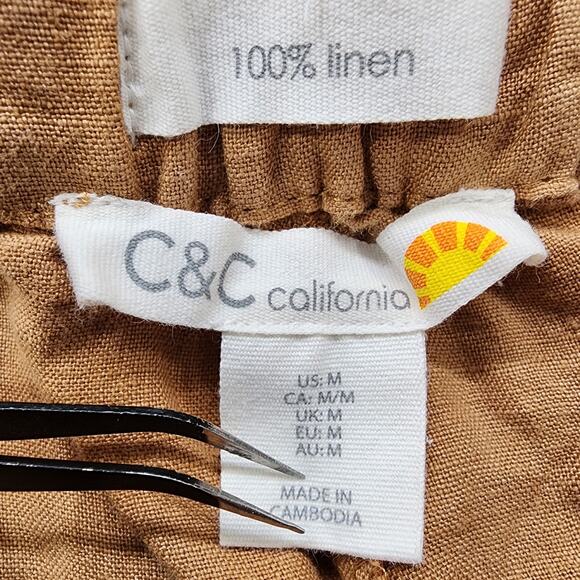 100% linen
C&C california
US: M
CA: M/M
UK: M
EU: M
AU: M
MADE IN
CAMBODIA